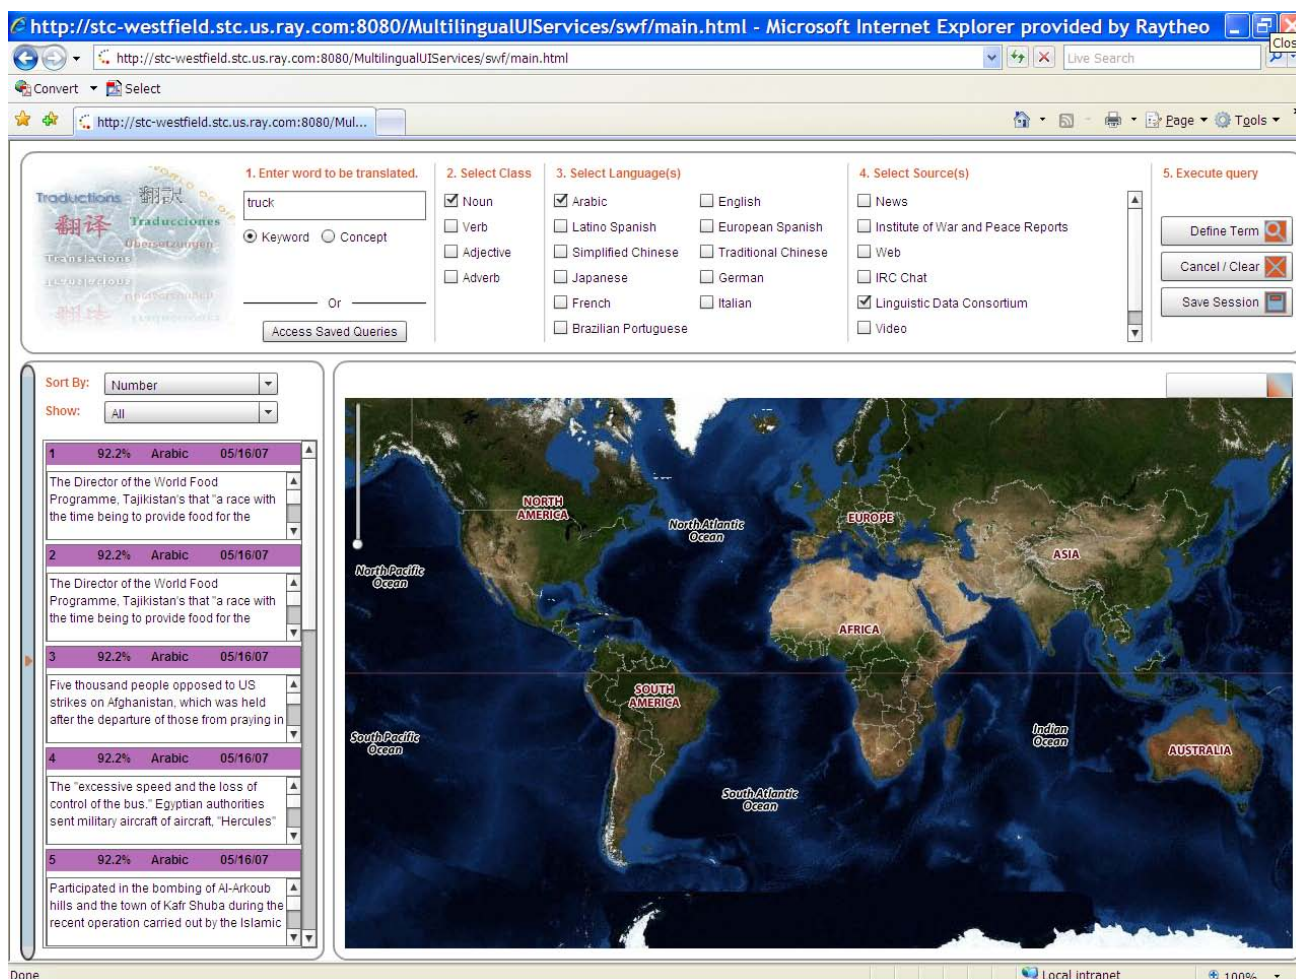 http://stc-westfield.stc.us.ray.com:8080/MultilingualUIServices/swf/main.html - Microsoft Internet Explorer provided by Raytheo
Clos
http://stc-westfield.stc.us.ray.com:8080/MultilingualUIServices/swf/main.html
Live Search
Convert Select
http://stc-westfield.stc.us.ray.com:8080/Mul...
Page Tools
Traductions 翻訳
翻译 Traducciones
Übersetzungen
Translations
1. Enter word to be translated.
truck
Keyword Concept
Or
Access Saved Queries
2. Select Class
Noun
Verb
Adjective
Adverb
3. Select Language(s)
Arabic English
Latino Spanish European Spanish
Simplified Chinese Traditional Chinese
Japanese German
French Italian
Brazilian Portuguese
4. Select Source(s)
News
Institute of War and Peace Reports
Web
IRC Chat
Linguistic Data Consortium
Video
5. Execute query
Define Term
Cancel / Clear
Save Session
Sort By: Number
Show: All
1 92.2% Arabic 05/16/07
The Director of the World Food
Programme, Tajikistan's that "a race with
the time being to provide food for the
2 92.2% Arabic 05/16/07
The Director of the World Food
Programme, Tajikistan's that "a race with
the time being to provide food for the
3 92.2% Arabic 05/16/07
Five thousand people opposed to US
strikes on Afghanistan, which was held
after the departure of those from praying in
4 92.2% Arabic 05/16/07
The "excessive speed and the loss of
control of the bus." Egyptian authorities
sent military aircraft of aircraft, "Hercules"
5 92.2% Arabic 05/16/07
Participated in the bombing of Al-Arkoub
hills and the town of Kafr Shuba during the
recent operation carried out by the Islamic
NORTH
AMERICA
North Atlantic
Ocean
EUROPE
ASIA
North Pacific
Ocean
AFRICA
SOUTH
AMERICA
South Pacific
Ocean
Indian
Ocean
AUSTRALIA
South Atlantic
Ocean
Done
Local intranet
100%